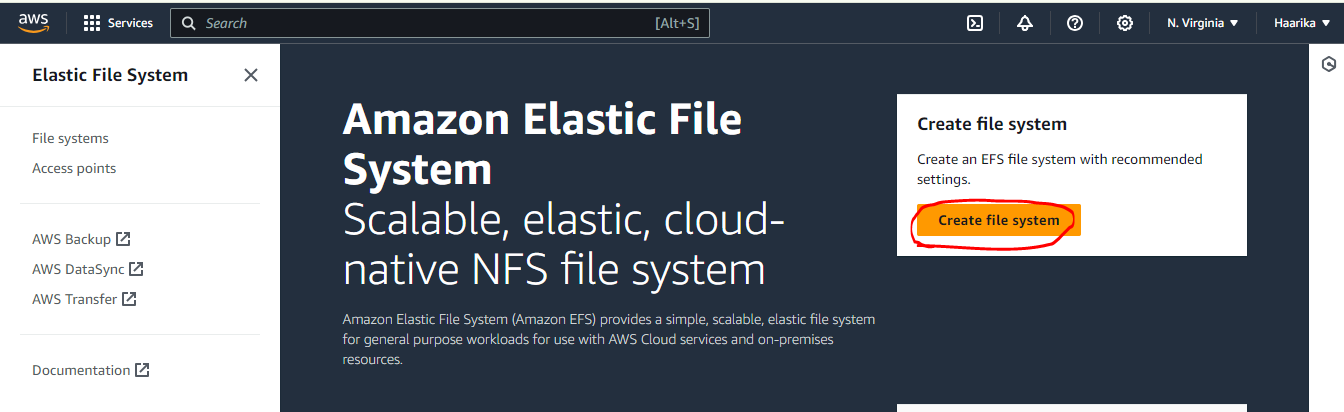 aws
Services
Search
[Alt+S]
N. Virginia
Haarika
Elastic File System
File systems
Access points
AWS Backup
AWS DataSync
AWS Transfer
Documentation
Amazon Elastic File
System
Scalable, elastic, cloud-
native NFS file system
Amazon Elastic File System (Amazon EFS) provides a simple, scalable, elastic file system
for general purpose workloads for use with AWS Cloud services and on-premises
resources.
Create file system
Create an EFS file system with recommended
settings.
Create file system